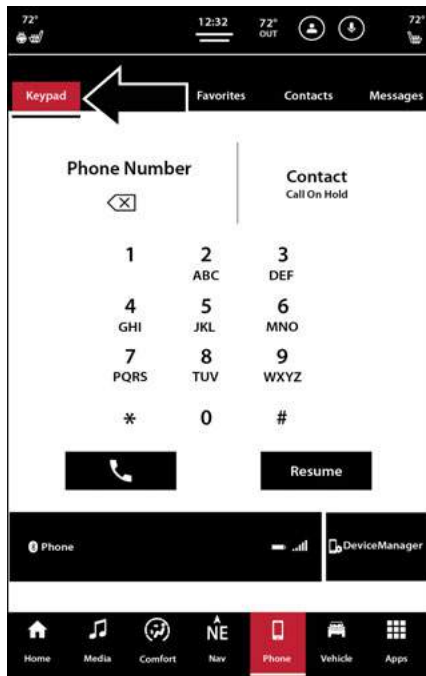 72° 12:32 72° OUT 72°
Keypad Favorites Contacts Messages
Phone Number
Contact
Call On Hold
1 2 3
ABC DEF
4 5 6
GHI JKL MNO
7 8 9
PQRS TUV WXYZ
* 0 #
Resume
Phone DeviceManager
NE
Home Media Comfort Nav Phone Vehicle Apps